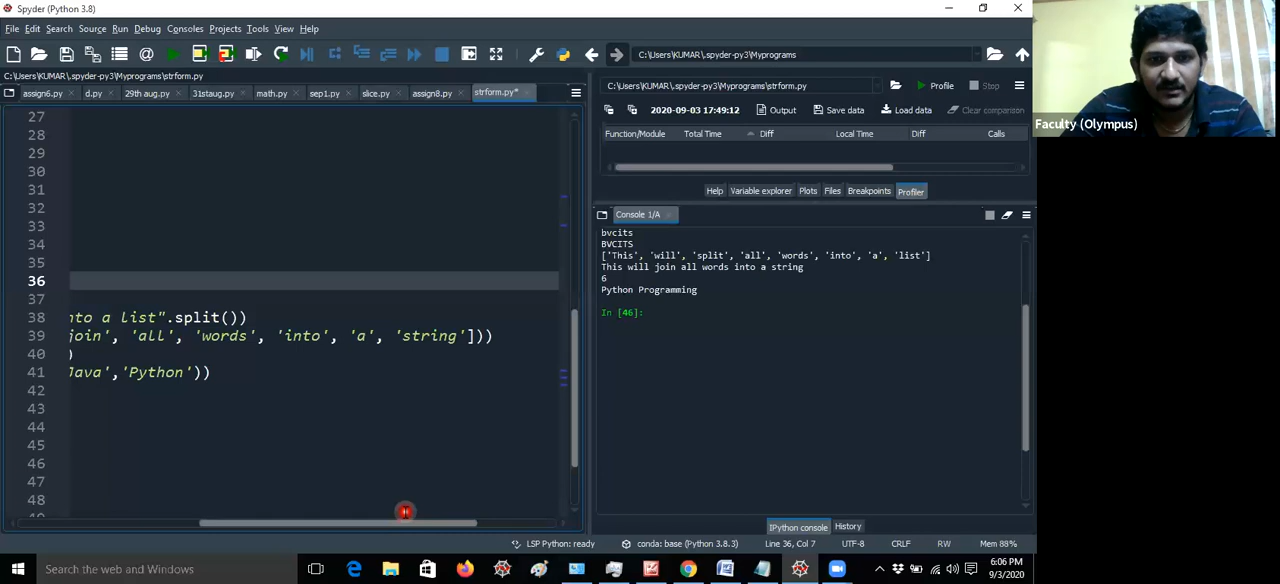 Spyder (Python 3.8)
File Edit Search Source Run Debug Consoles Projects Tools View Help
C:\Users\KUMAR\.spyder-py3\Myprograms
C:\Users\KUMAR\.spyder-py3\Myprograms\strform.py
assign6.py d.py 29th aug.py 31staug.py math.py sep1.py slice.py assign8.py strform.py*
27
28
29
30
31
32
33
34
35
36
37
38 nto a list".split())
39 join', 'all', 'words', 'into', 'a', 'string']))
40 )
41 Java','Python'))
42
43
44
45
46
47
48
C:\Users\KUMAR\.spyder-py3\Myprograms\strform.py Profile Stop
2020-09-03 17:49:12 Output Save data Load data Clear comparison
Function/Module Total Time Diff Local Time Diff Calls
Help Variable explorer Plots Files Breakpoints Profiler
Console 1/A
bvcits
BVCITS
['This', 'will', 'split', 'all', 'words', 'into', 'a', 'list']
This will join all words into a string
6
Python Programming
In [46]:
IPython console History
LSP Python: ready conda: base (Python 3.8.3) Line 36, Col 7 UTF-8 CRLF RW Mem 88%
Type here to search
6:06 PM
9/3/2020
Faculty (Olympus)